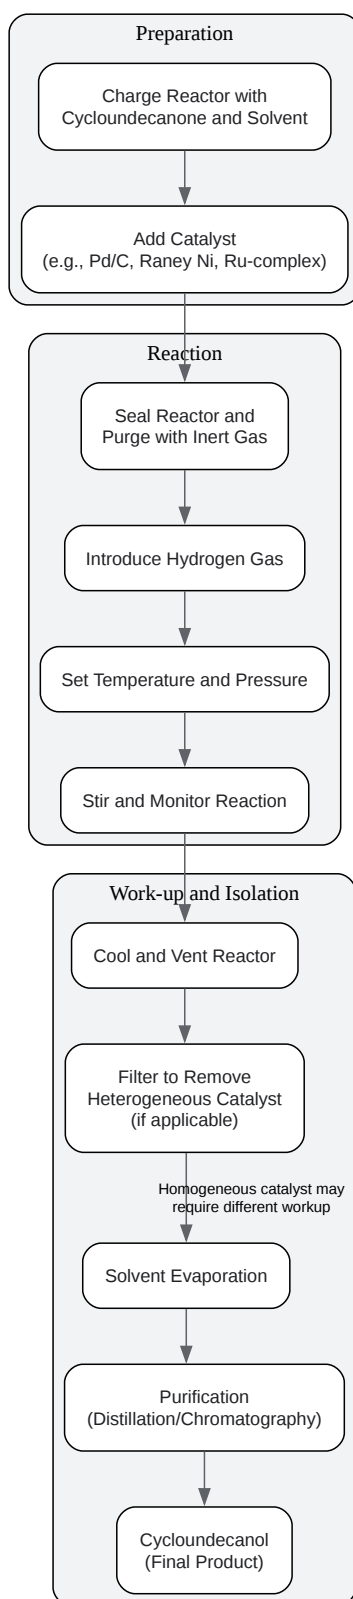 Preparation
Charge Reactor with
Cycloundecanone and Solvent
Add Catalyst
(e.g., Pd/C, Raney Ni, Ru-complex)
Reaction
Seal Reactor and
Purge with Inert Gas
Introduce Hydrogen Gas
Set Temperature and Pressure
Stir and Monitor Reaction
Work-up and Isolation
Cool and Vent Reactor
Filter to Remove
Heterogeneous Catalyst
(if applicable)
Homogeneous catalyst may
require different workup
Solvent Evaporation
Purification
(Distillation/Chromatography)
Cycloundecanol
(Final Product)